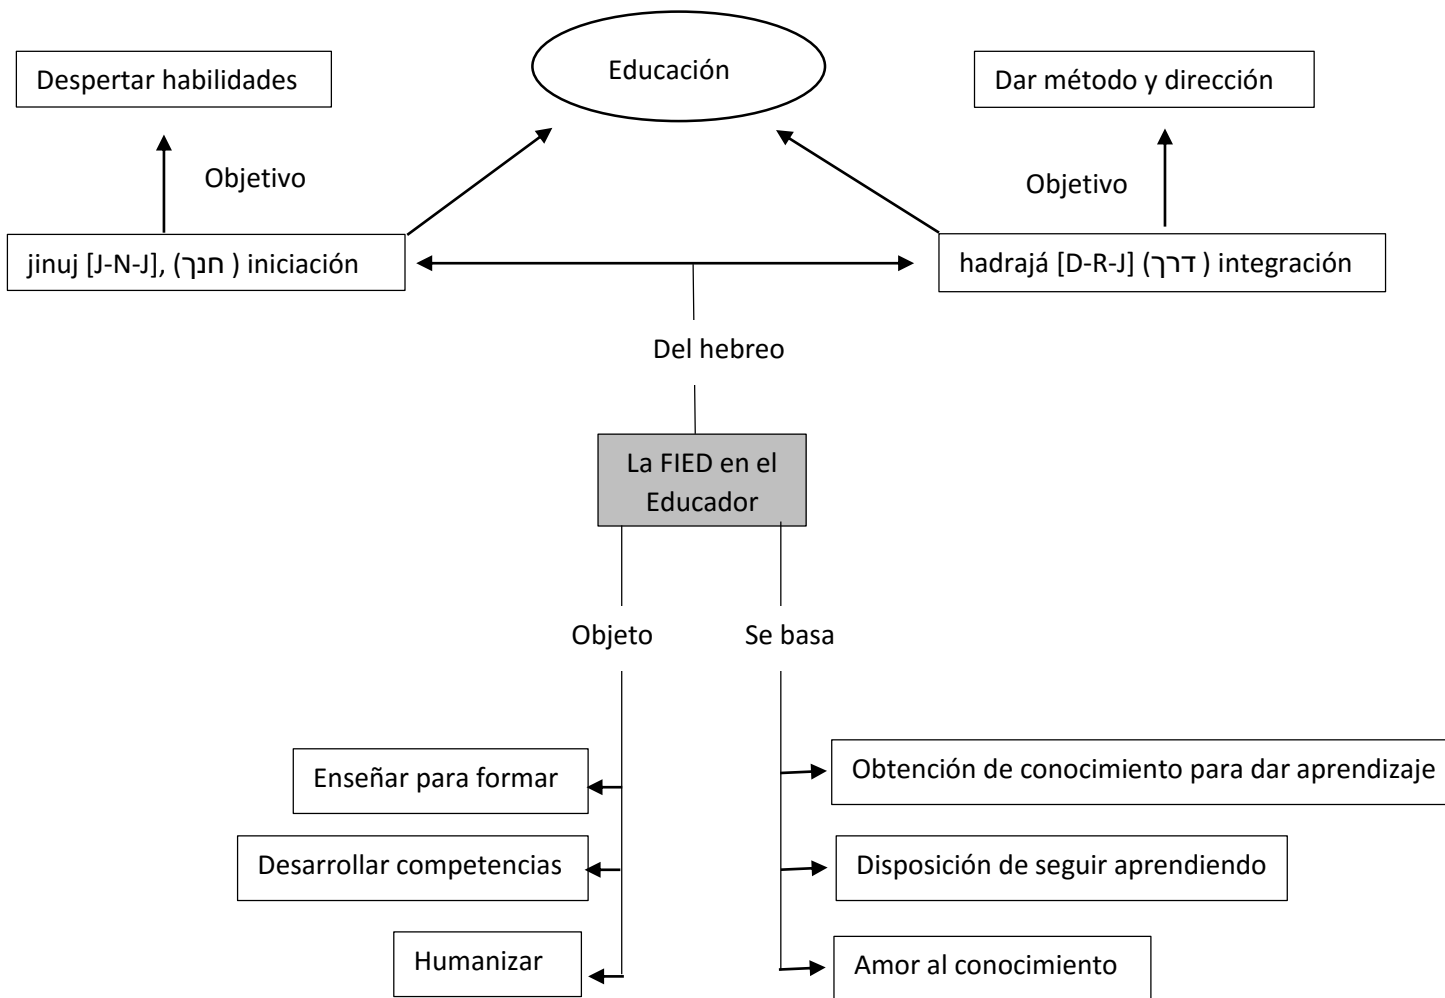 Educación
Despertar habilidades
Dar método y dirección
Objetivo
Objetivo
jinuj [J-N-J], (חנך ) iniciación
hadrajá [D-R-J] (דרך ) integración
Del hebreo
La FIED en el
Educador
Objeto
Se basa
Enseñar para formar
Obtención de conocimiento para dar aprendizaje
Desarrollar competencias
Disposición de seguir aprendiendo
Humanizar
Amor al conocimiento